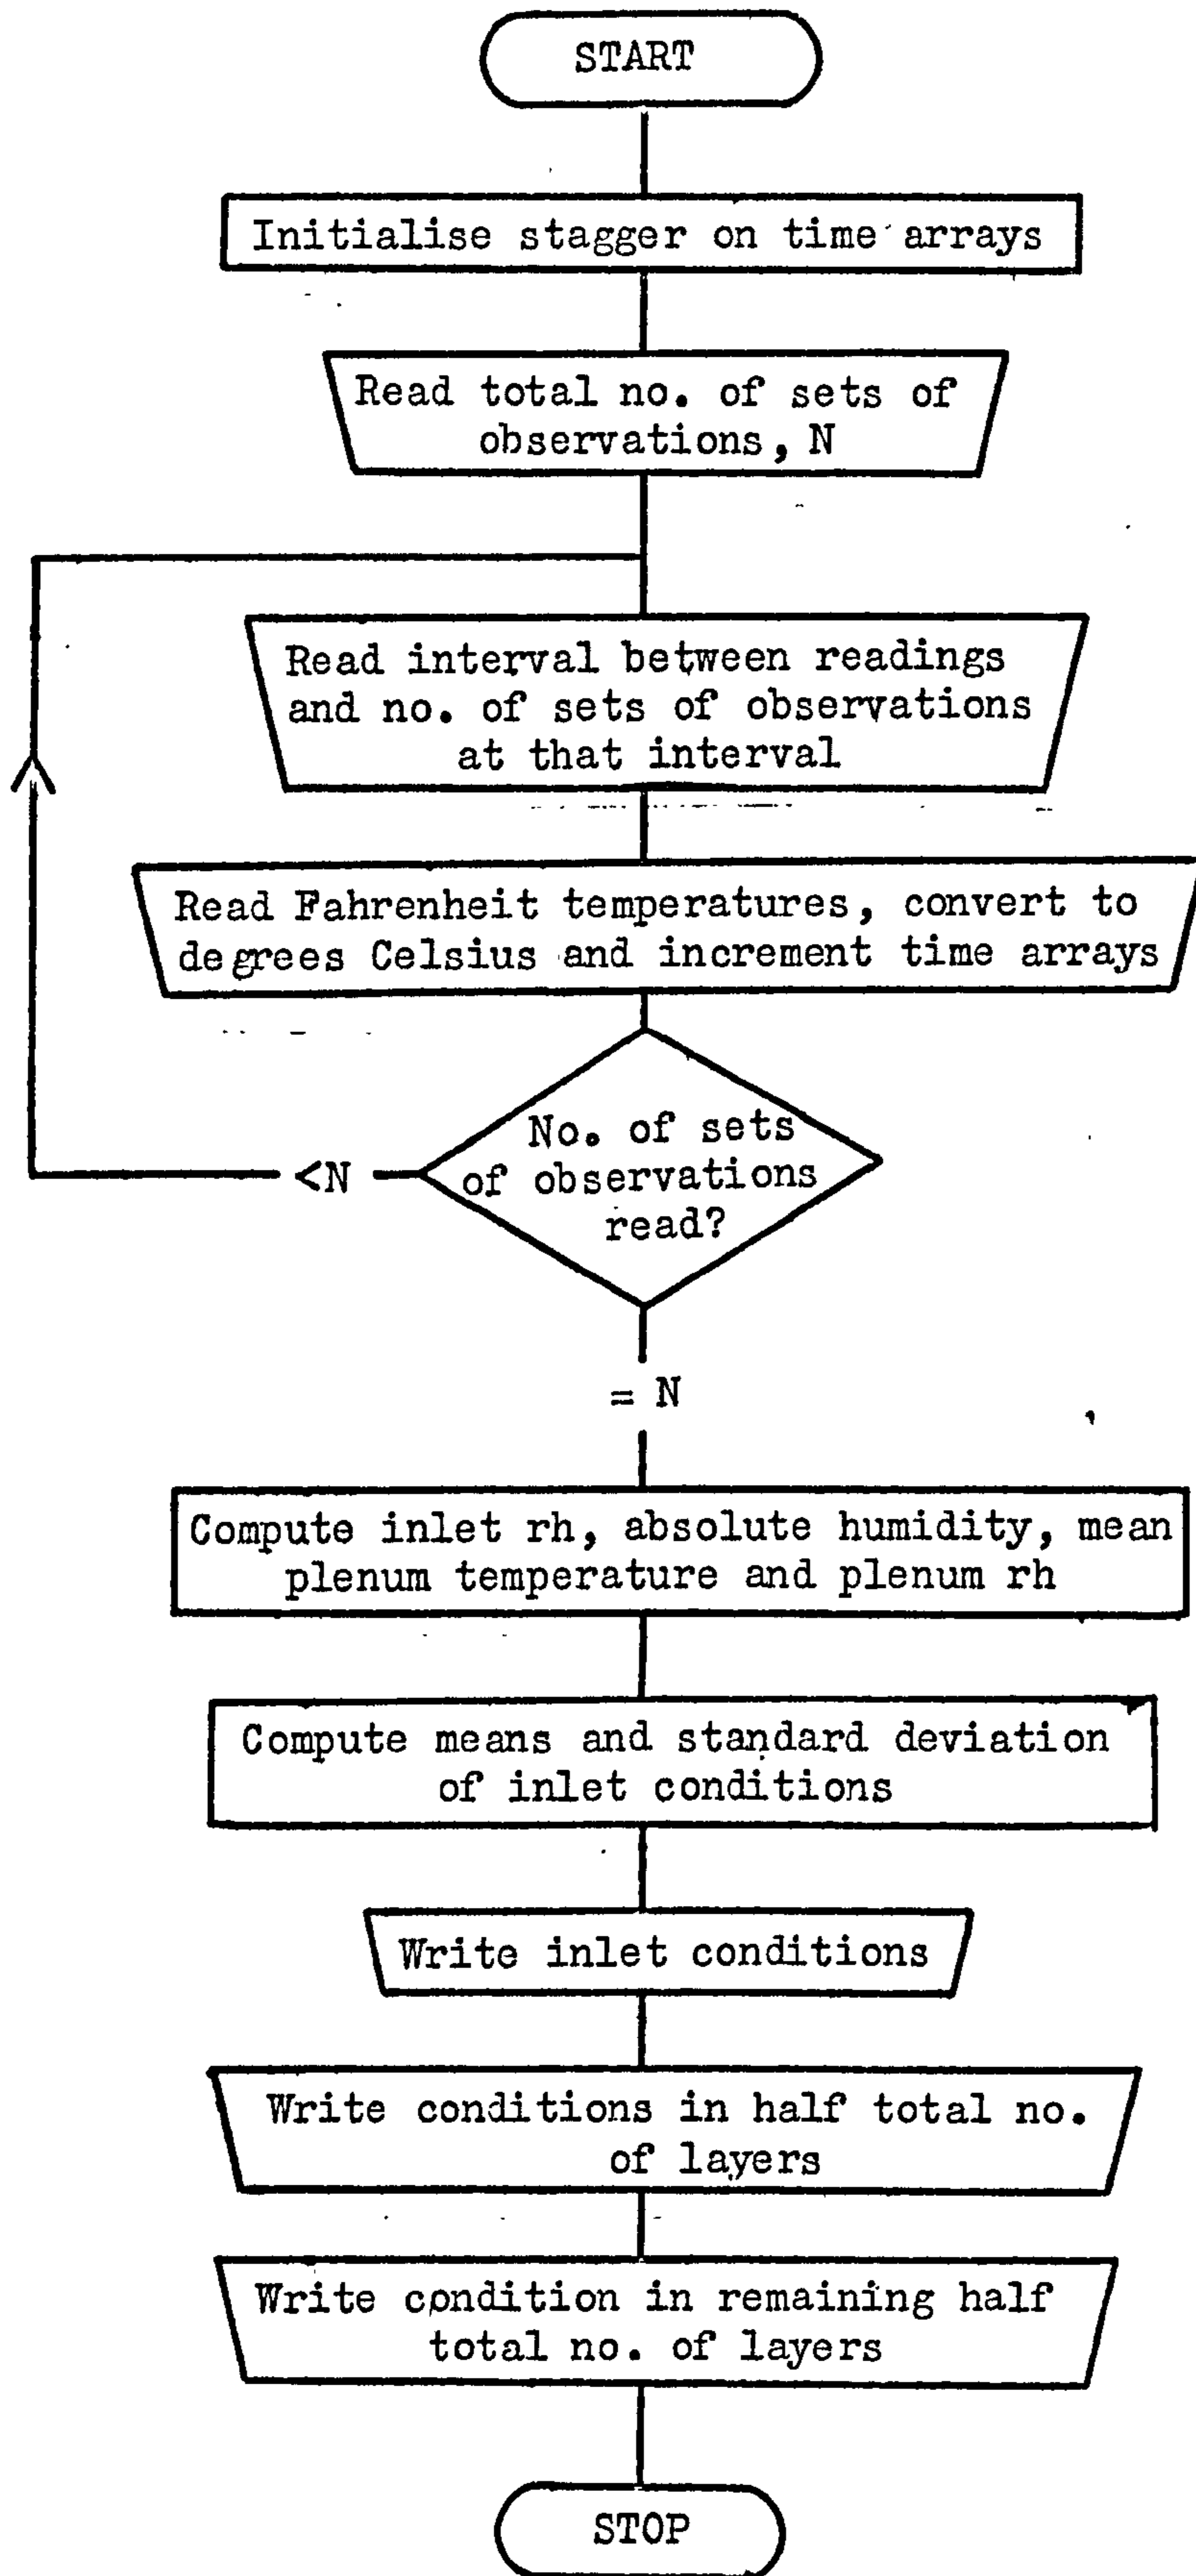 START
Initialise stagger on time arrays
Read total no. of sets of
observations, N
Read interval between readings
and no. of sets of observations
at that interval
Read Fahrenheit temperatures, convert to
degrees Celsius and increment time arrays
No. of sets
of observations
read?
<N
= N
Compute inlet rh, absolute humidity, mean
plenum temperature and plenum rh
Compute means and standard deviation
of inlet conditions
Write inlet conditions
Write conditions in half total no.
of layers
Write condition in remaining half
total no. of layers
STOP